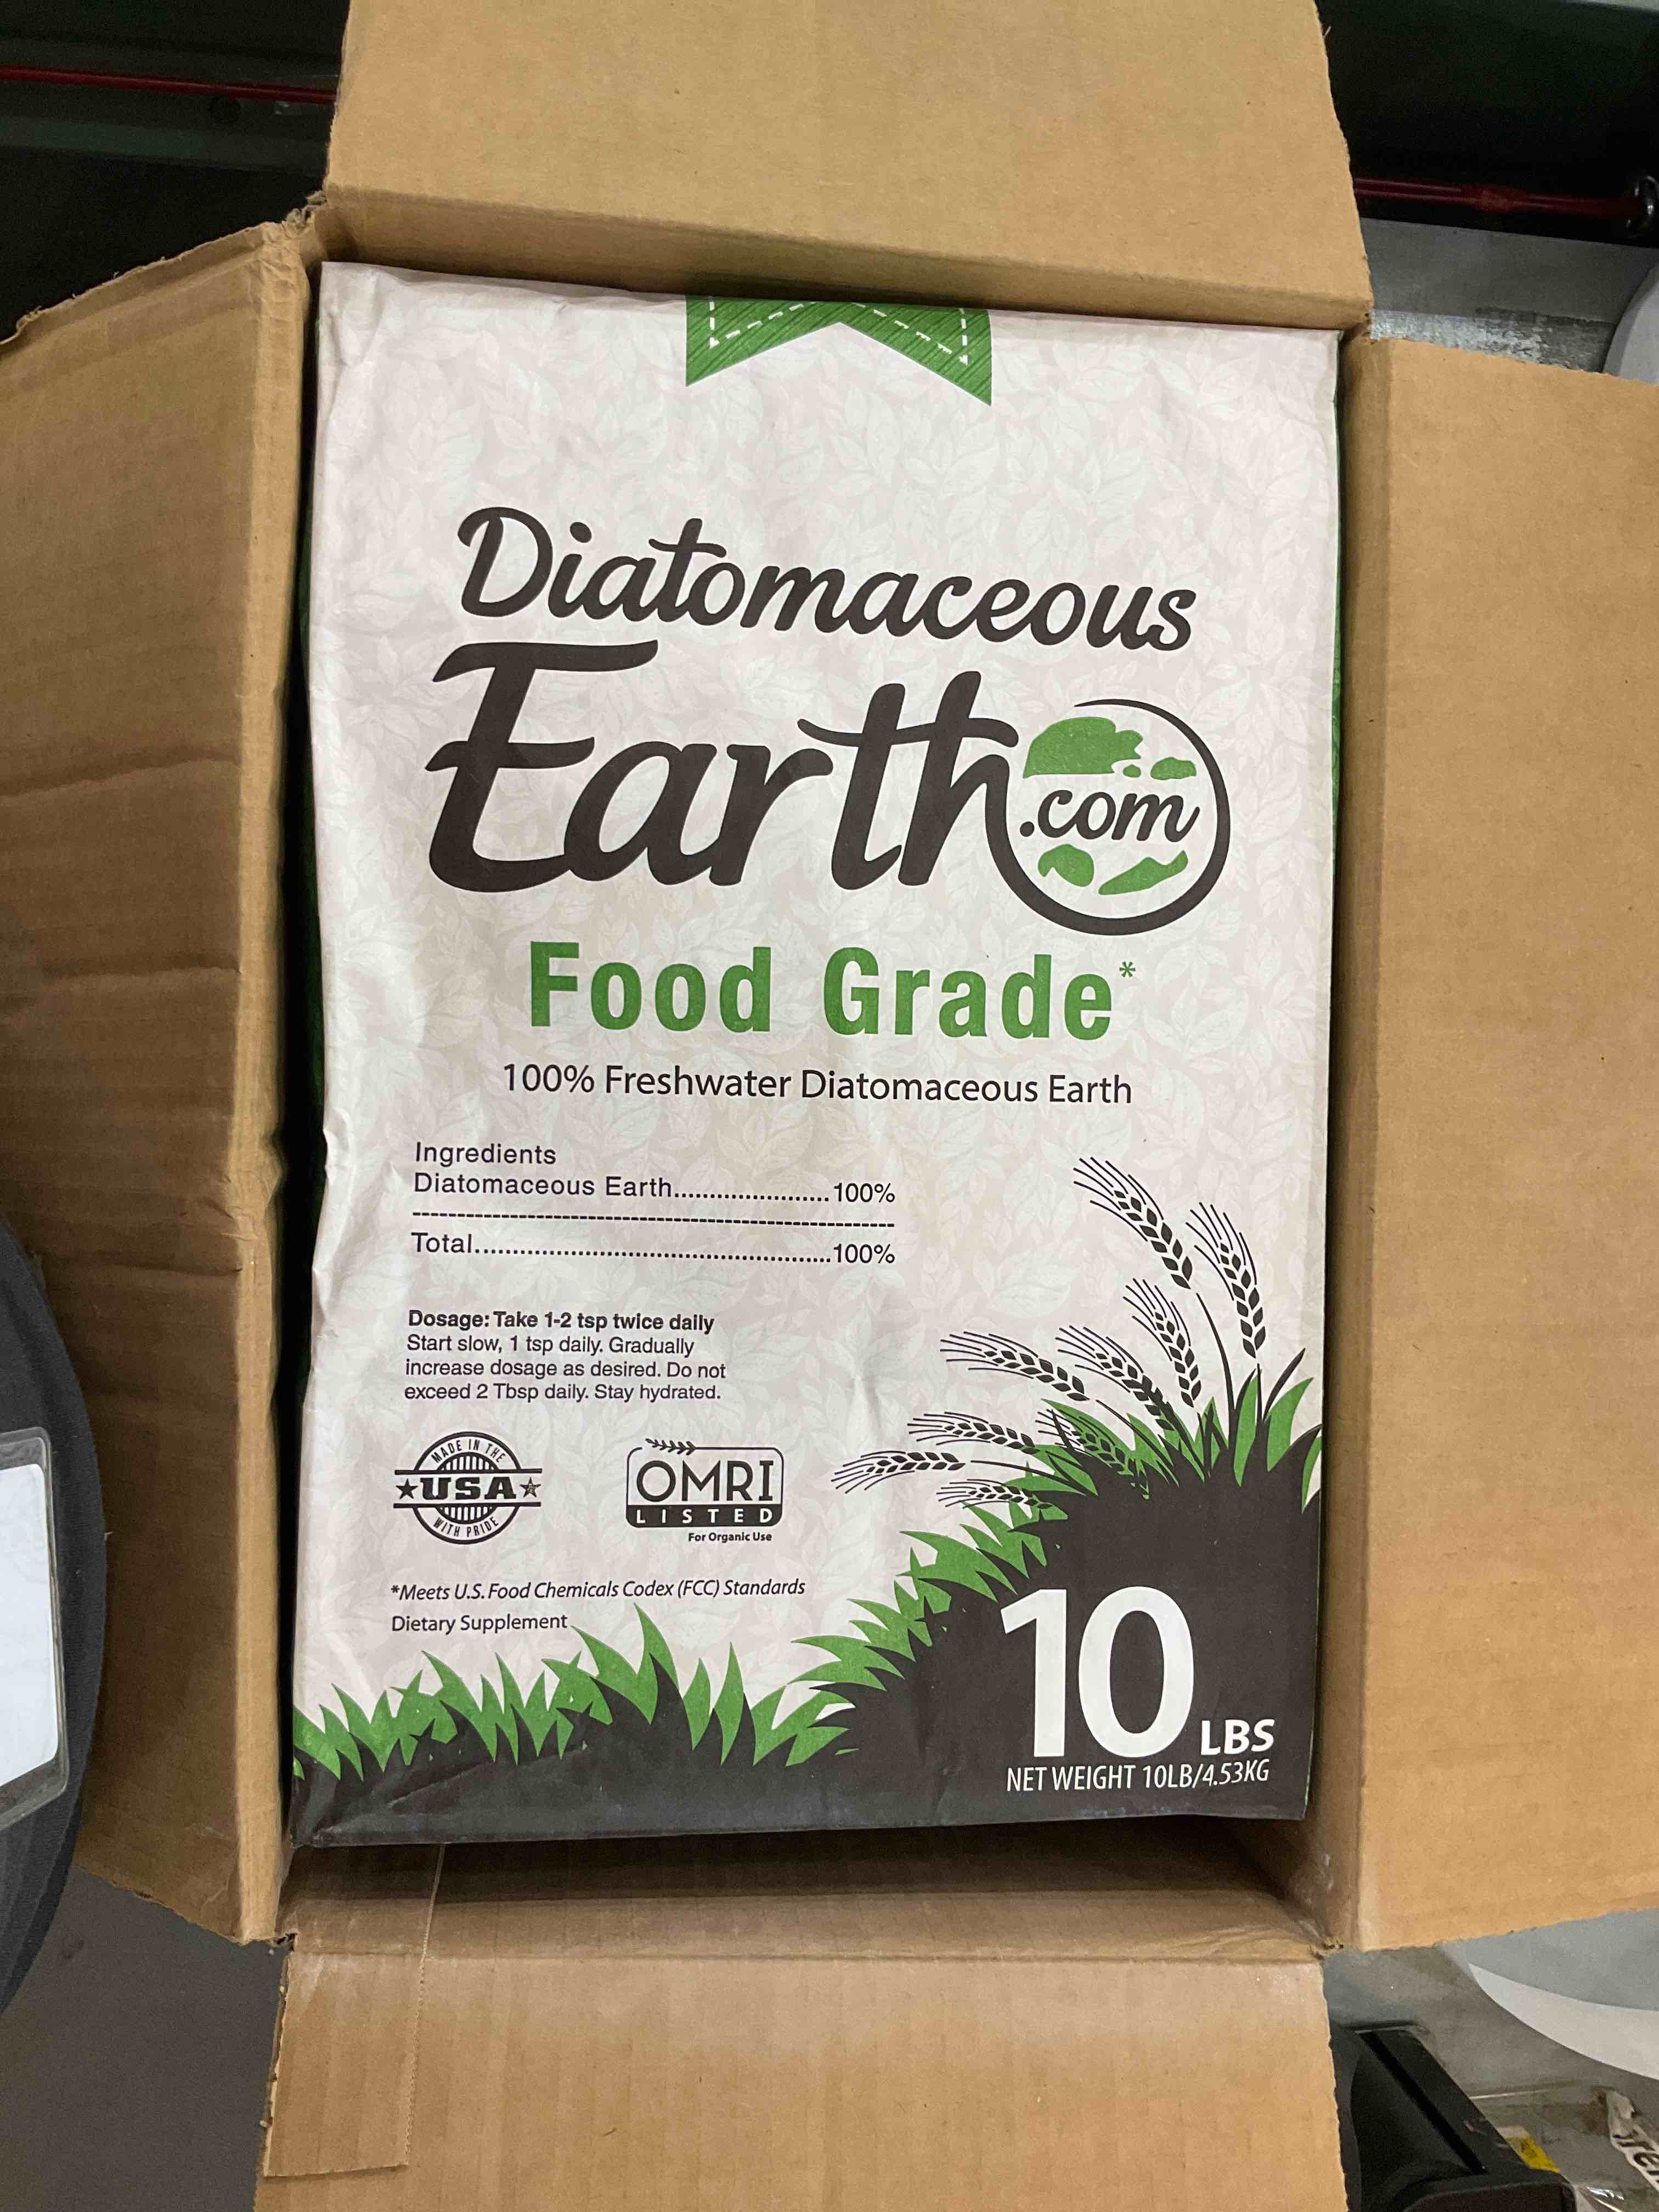 Diatomaceous
Earth.com
Food Grade*
100% Freshwater Diatomaceous Earth
Ingredients
Diatomaceous Earth......................100%
Total..................................................100%
Dosage: Take 1-2 tsp twice daily
Start slow, 1 tsp daily. Gradually
increase dosage as desired. Do not
exceed 2 Tbsp daily. Stay hydrated.
MADE IN THE
USA
WITH PRIDE
OMRI
LISTED
For Organic Use
*Meets U.S. Food Chemicals Codex (FCC) Standards
Dietary Supplement
10 LBS
NET WEIGHT 10LB/4.53KG